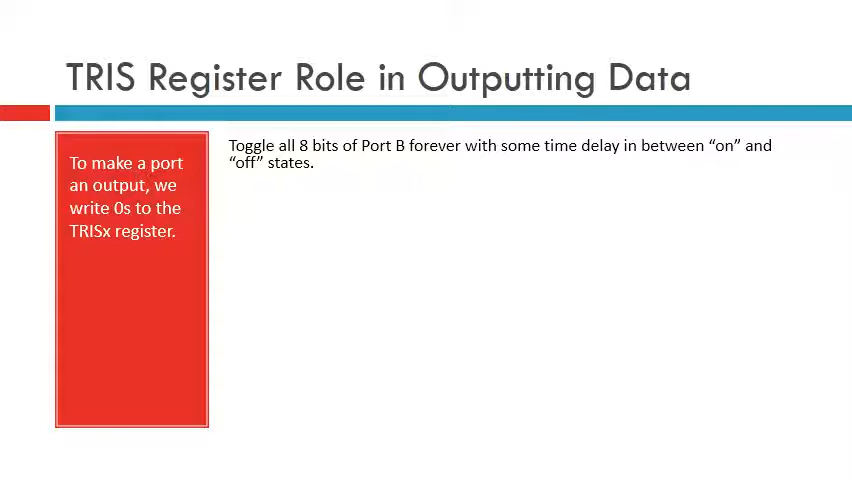 TRIS Register Role in Outputting Data
To make a port
an output, we
write 0s to the
TRISx register.
Toggle all 8 bits of Port B forever with some time delay in between “on” and
“off” states.